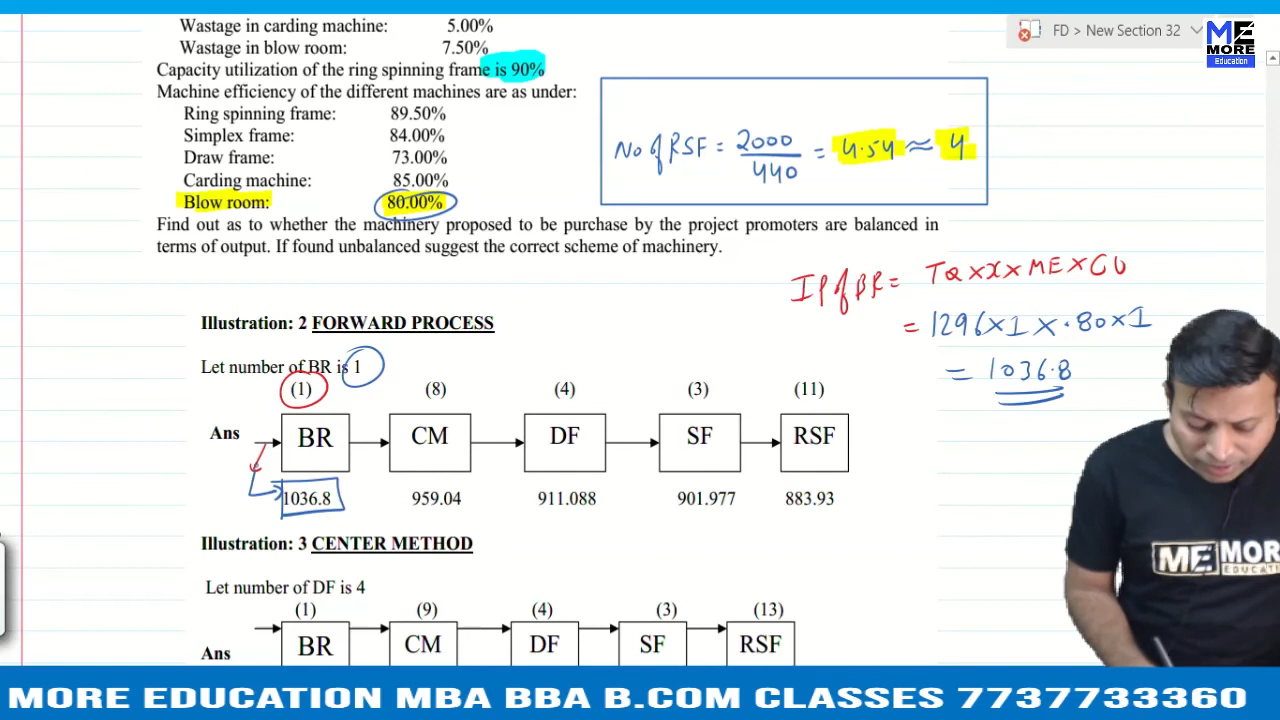 Wastage in carding machine: 5.00%
Wastage in blow room: 7.50%
Capacity utilization of the ring spinning frame is 90%
Machine efficiency of the different machines are as under:
Ring spinning frame: 89.50%
Simplex frame: 84.00%
Draw frame: 73.00%
Carding machine: 85.00%
Blow room: 80.00%
Find out as to whether the machinery proposed to be purchase by the project promoters are balanced in
terms of output. If found unbalanced suggest the correct scheme of machinery.
FD > New Section 32
ME
MORE
Education
No of RSF = 2000/440 = 4.54 ≈ 4
IP of BR = TQ×X×ME×CU
= 1296×1×.80×1
= 1036.8
Illustration: 2 FORWARD PROCESS
Let number of BR is 1
(1) (8) (4) (3) (11)
Ans BR CM DF SF RSF
1036.8 959.04 911.088 901.977 883.93
Illustration: 3 CENTER METHOD
Let number of DF is 4
(1) (9) (4) (3) (13)
Ans BR CM DF SF RSF
ME MOR
EDUCATIO
MORE EDUCATION MBA BBA B.COM CLASSES 7737733360